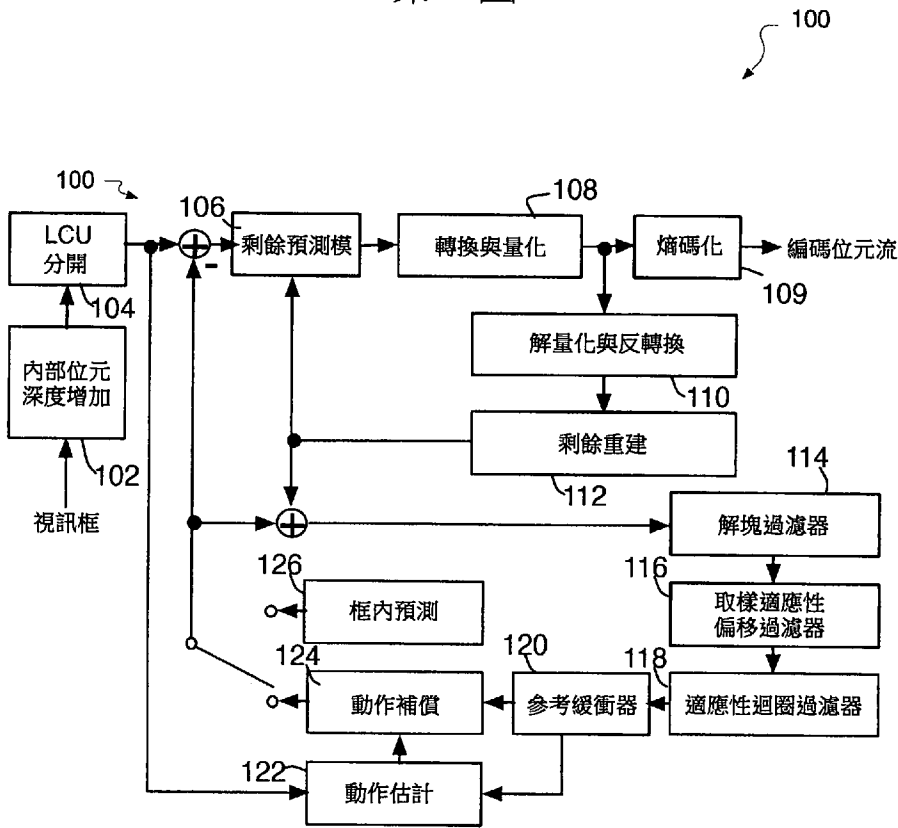 100
100
106
108
LCU
分開
剩餘預測模
轉換與量化
熵碼化
編碼位元流
104
109
內部位元
深度增加
解量化與反轉換
110
102
剩餘重建
112
視訊框
114
解塊過濾器
126
116
框內預測
取樣適應性
偏移過濾器
124
120
118
動作補償
參考緩衝器
適應性迴圈過濾器
122
動作估計